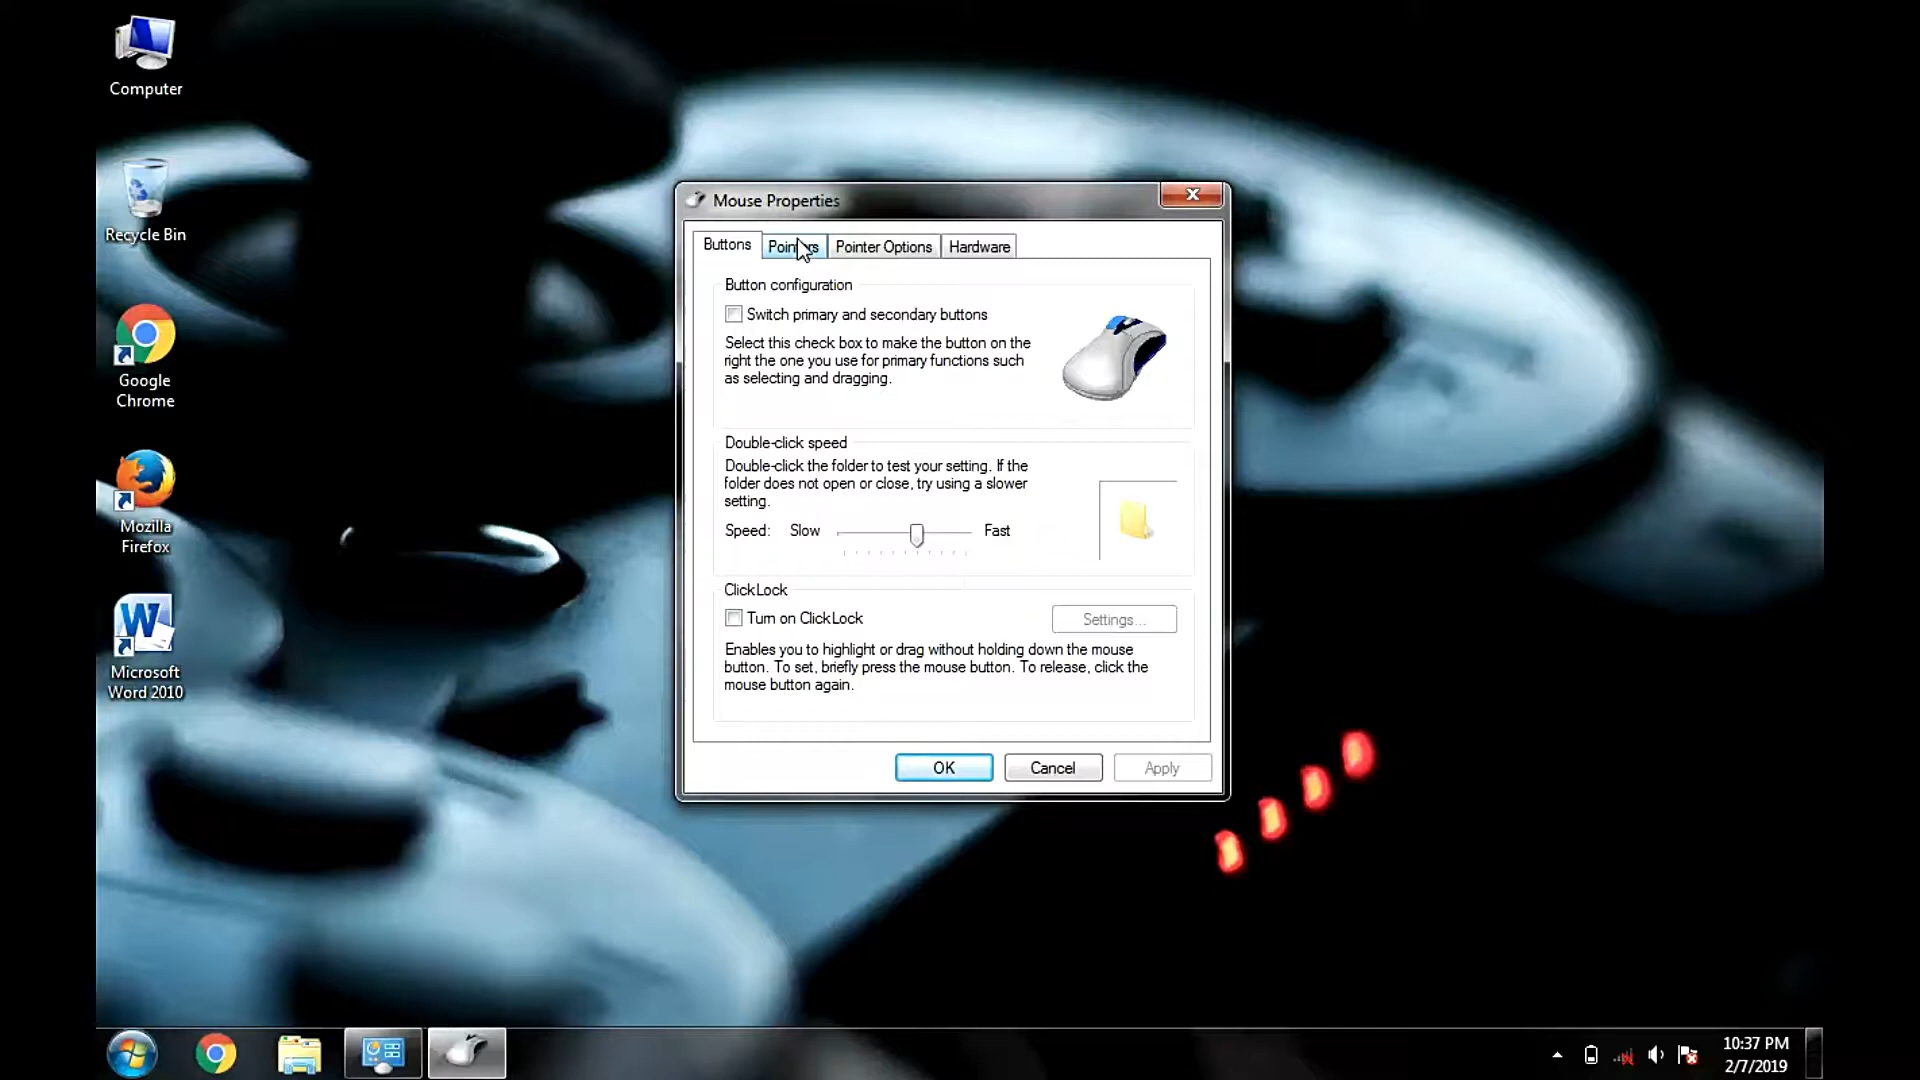 Computer
Recycle Bin
Google
Chrome
Mozilla
Firefox
Microsoft
Word 2010
Mouse Properties
Buttons
Pointers
Pointer Options
Hardware
Button configuration
Switch primary and secondary buttons
Select this check box to make the button on the
right the one you use for primary functions such
as selecting and dragging.
Double-click speed
Double-click the folder to test your setting. If the
folder does not open or close, try using a slower
setting.
Speed: Slow Fast
ClickLock
Turn on ClickLock
Settings...
Enables you to highlight or drag without holding down the mouse
button. To set, briefly press the mouse button. To release, click the
mouse button again.
OK
Cancel
Apply
10:37 PM
2/7/2019